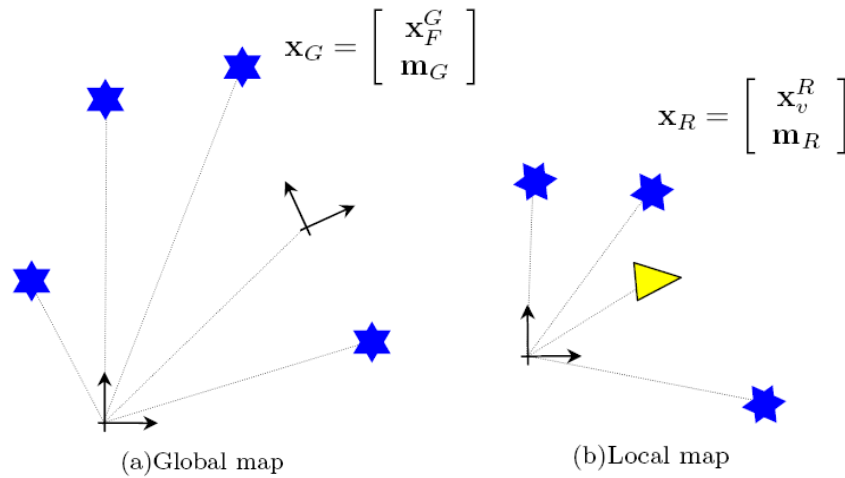 x_G = [ x_F^G
m_G ]
x_R = [ x_v^R
m_R ]
(a)Global map
(b)Local map